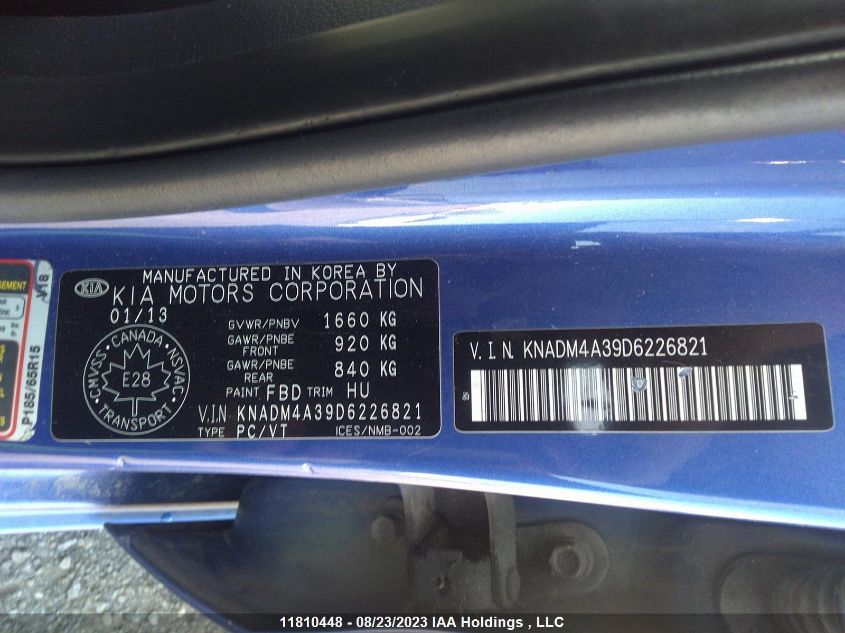 MANUFACTURED IN KOREA BY
KIA
KIA MOTORS CORPORATION
01/13
GVWR/PNBV 1660 KG
GAWR/PNBE FRONT 920 KG
GAWR/PNBE REAR 840 KG
PAINT FBD TRIM HU
V.I.N. KNADM4A39D6226821
TYPE PC/VT ICES/NMB-002
CMVSS · CANADA · NSVAC · TRANSPORT
E28
V.I.N. KNADM4A39D6226821
V18
P185/65R15
11810448 - 08/23/2023 IAA Holdings , LLC